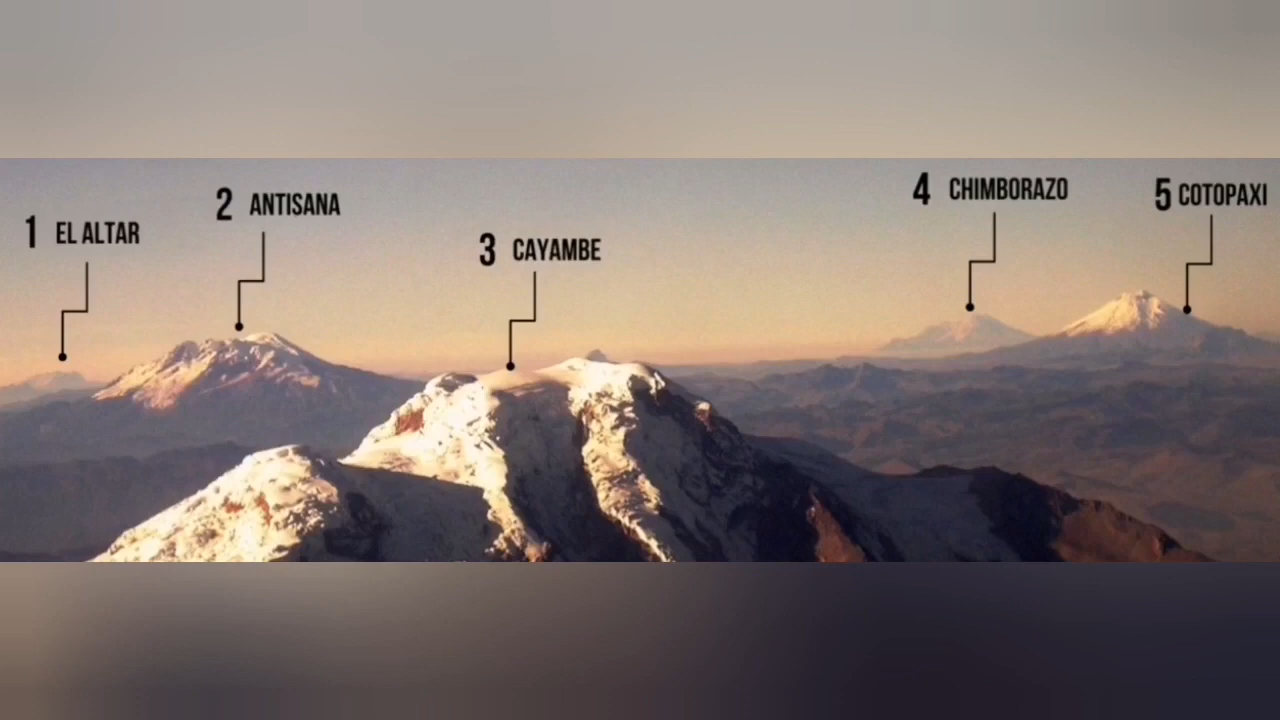 1 EL ALTAR
2 ANTISANA
3 CAYAMBE
4 CHIMBORAZO
5 COTOPAXI